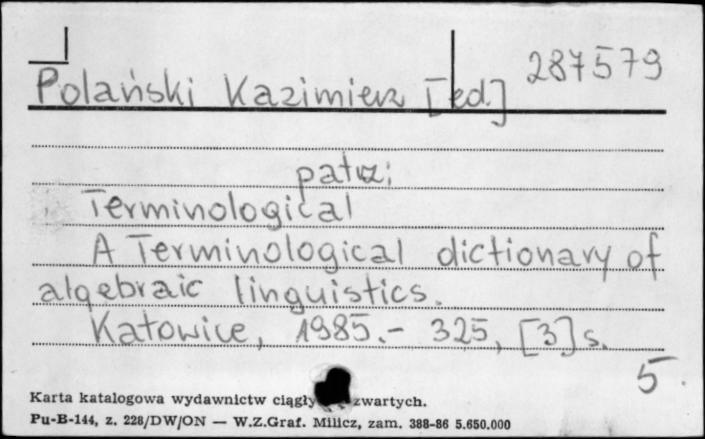 287579
Polański Kazimierz [ed.]
patrz:
Terminological
A Terminological dictionary of
algebraic linguistics.
Katowice, 1985.- 325, [3] s.
5.
Karta katalogowa wydawnictw ciągły zwartych.
Pu-B-144, z. 228/DW/ON — W.Z.Graf. Milicz, zam. 388-86 5.650.000